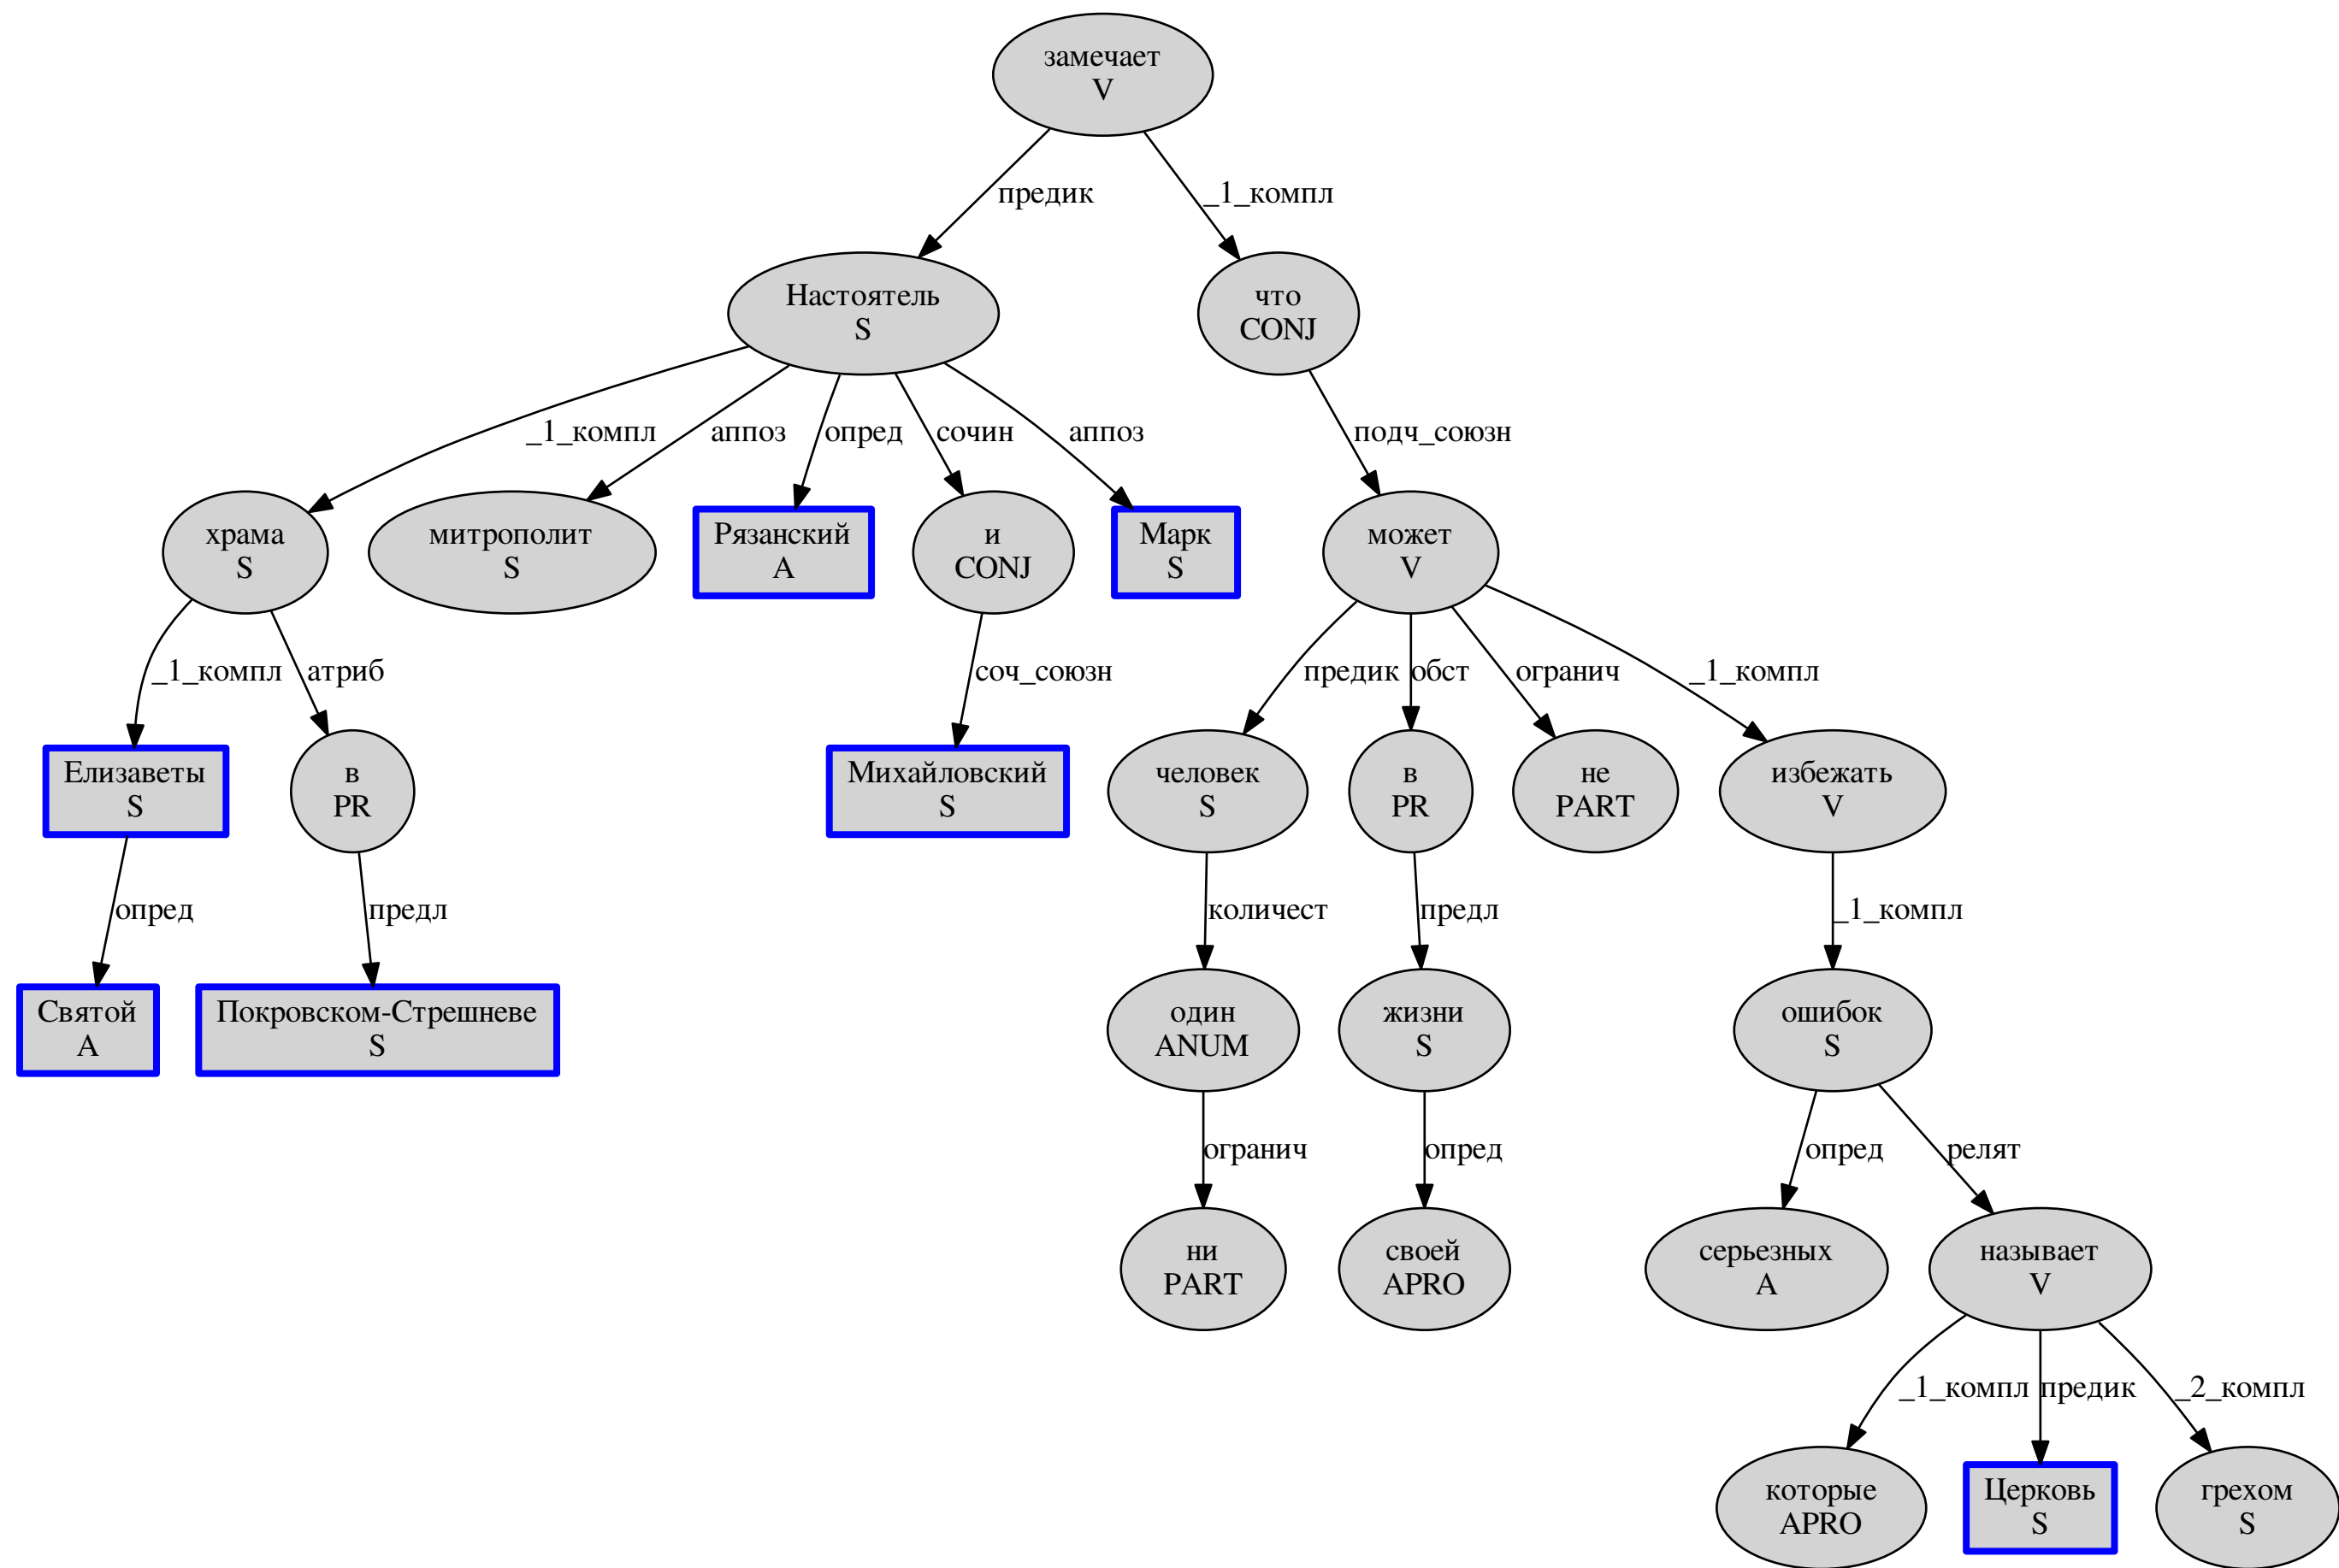 замечает
V
предик
_1_компл
Настоятель
S
что
CONJ
_1_компл
аппоз
опред
сочин
аппоз
подч_союзн
храма
S
митрополит
S
Рязанский
A
и
CONJ
Марк
S
может
V
_1_компл
атриб
соч_союзн
предик
обст
огранич
_1_компл
Елизаветы
S
в
PR
Михайловский
S
человек
S
в
PR
не
PART
избежать
V
опред
предл
количест
предл
_1_компл
Святой
A
Покровском-Стрешневе
S
один
ANUM
жизни
S
ошибок
S
огранич
опред
опред
релят
ни
PART
своей
APRO
серьезных
A
называет
V
_1_компл
предик
_2_компл
которые
APRO
Церковь
S
грехом
S